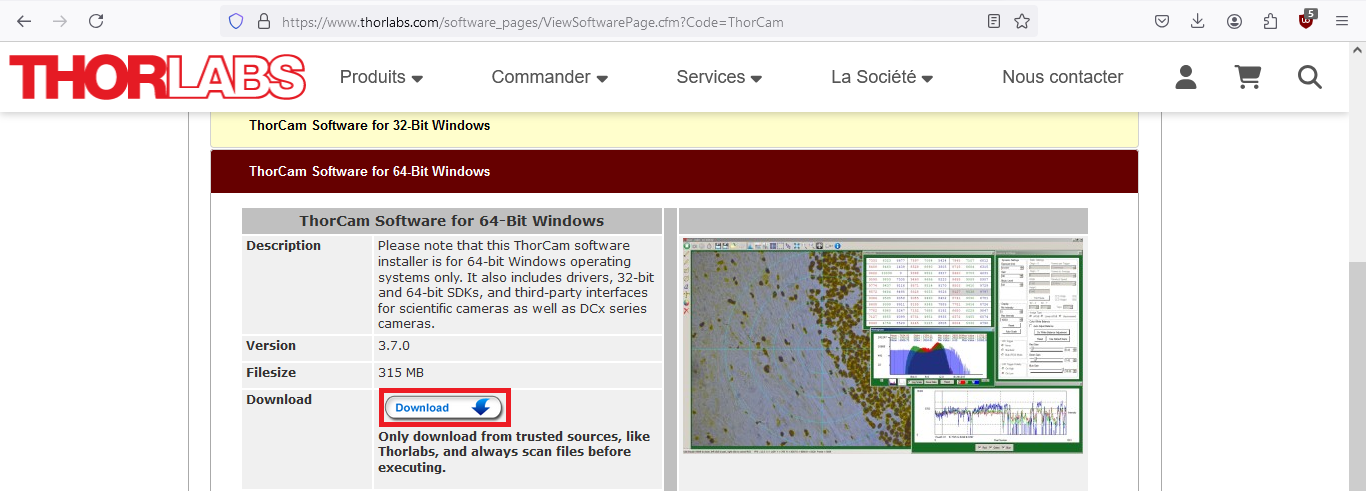 https://www.thorlabs.com/software_pages/ViewSoftwarePage.cfm?Code=ThorCam
5
THORLABS
Produits
Commander
Services
La Société
Nous contacter
ThorCam Software for 32-Bit Windows
ThorCam Software for 64-Bit Windows
ThorCam Software for 64-Bit Windows
Description
Please note that this ThorCam software
installer is for 64-bit Windows operating
systems only. It also includes drivers, 32-bit
and 64-bit SDKs, and third-party interfaces
for scientific cameras as well as DCx series
cameras.
Version
3.7.0
Filesize
315 MB
Download
Download
Only download from trusted sources, like
Thorlabs, and always scan files before
executing.